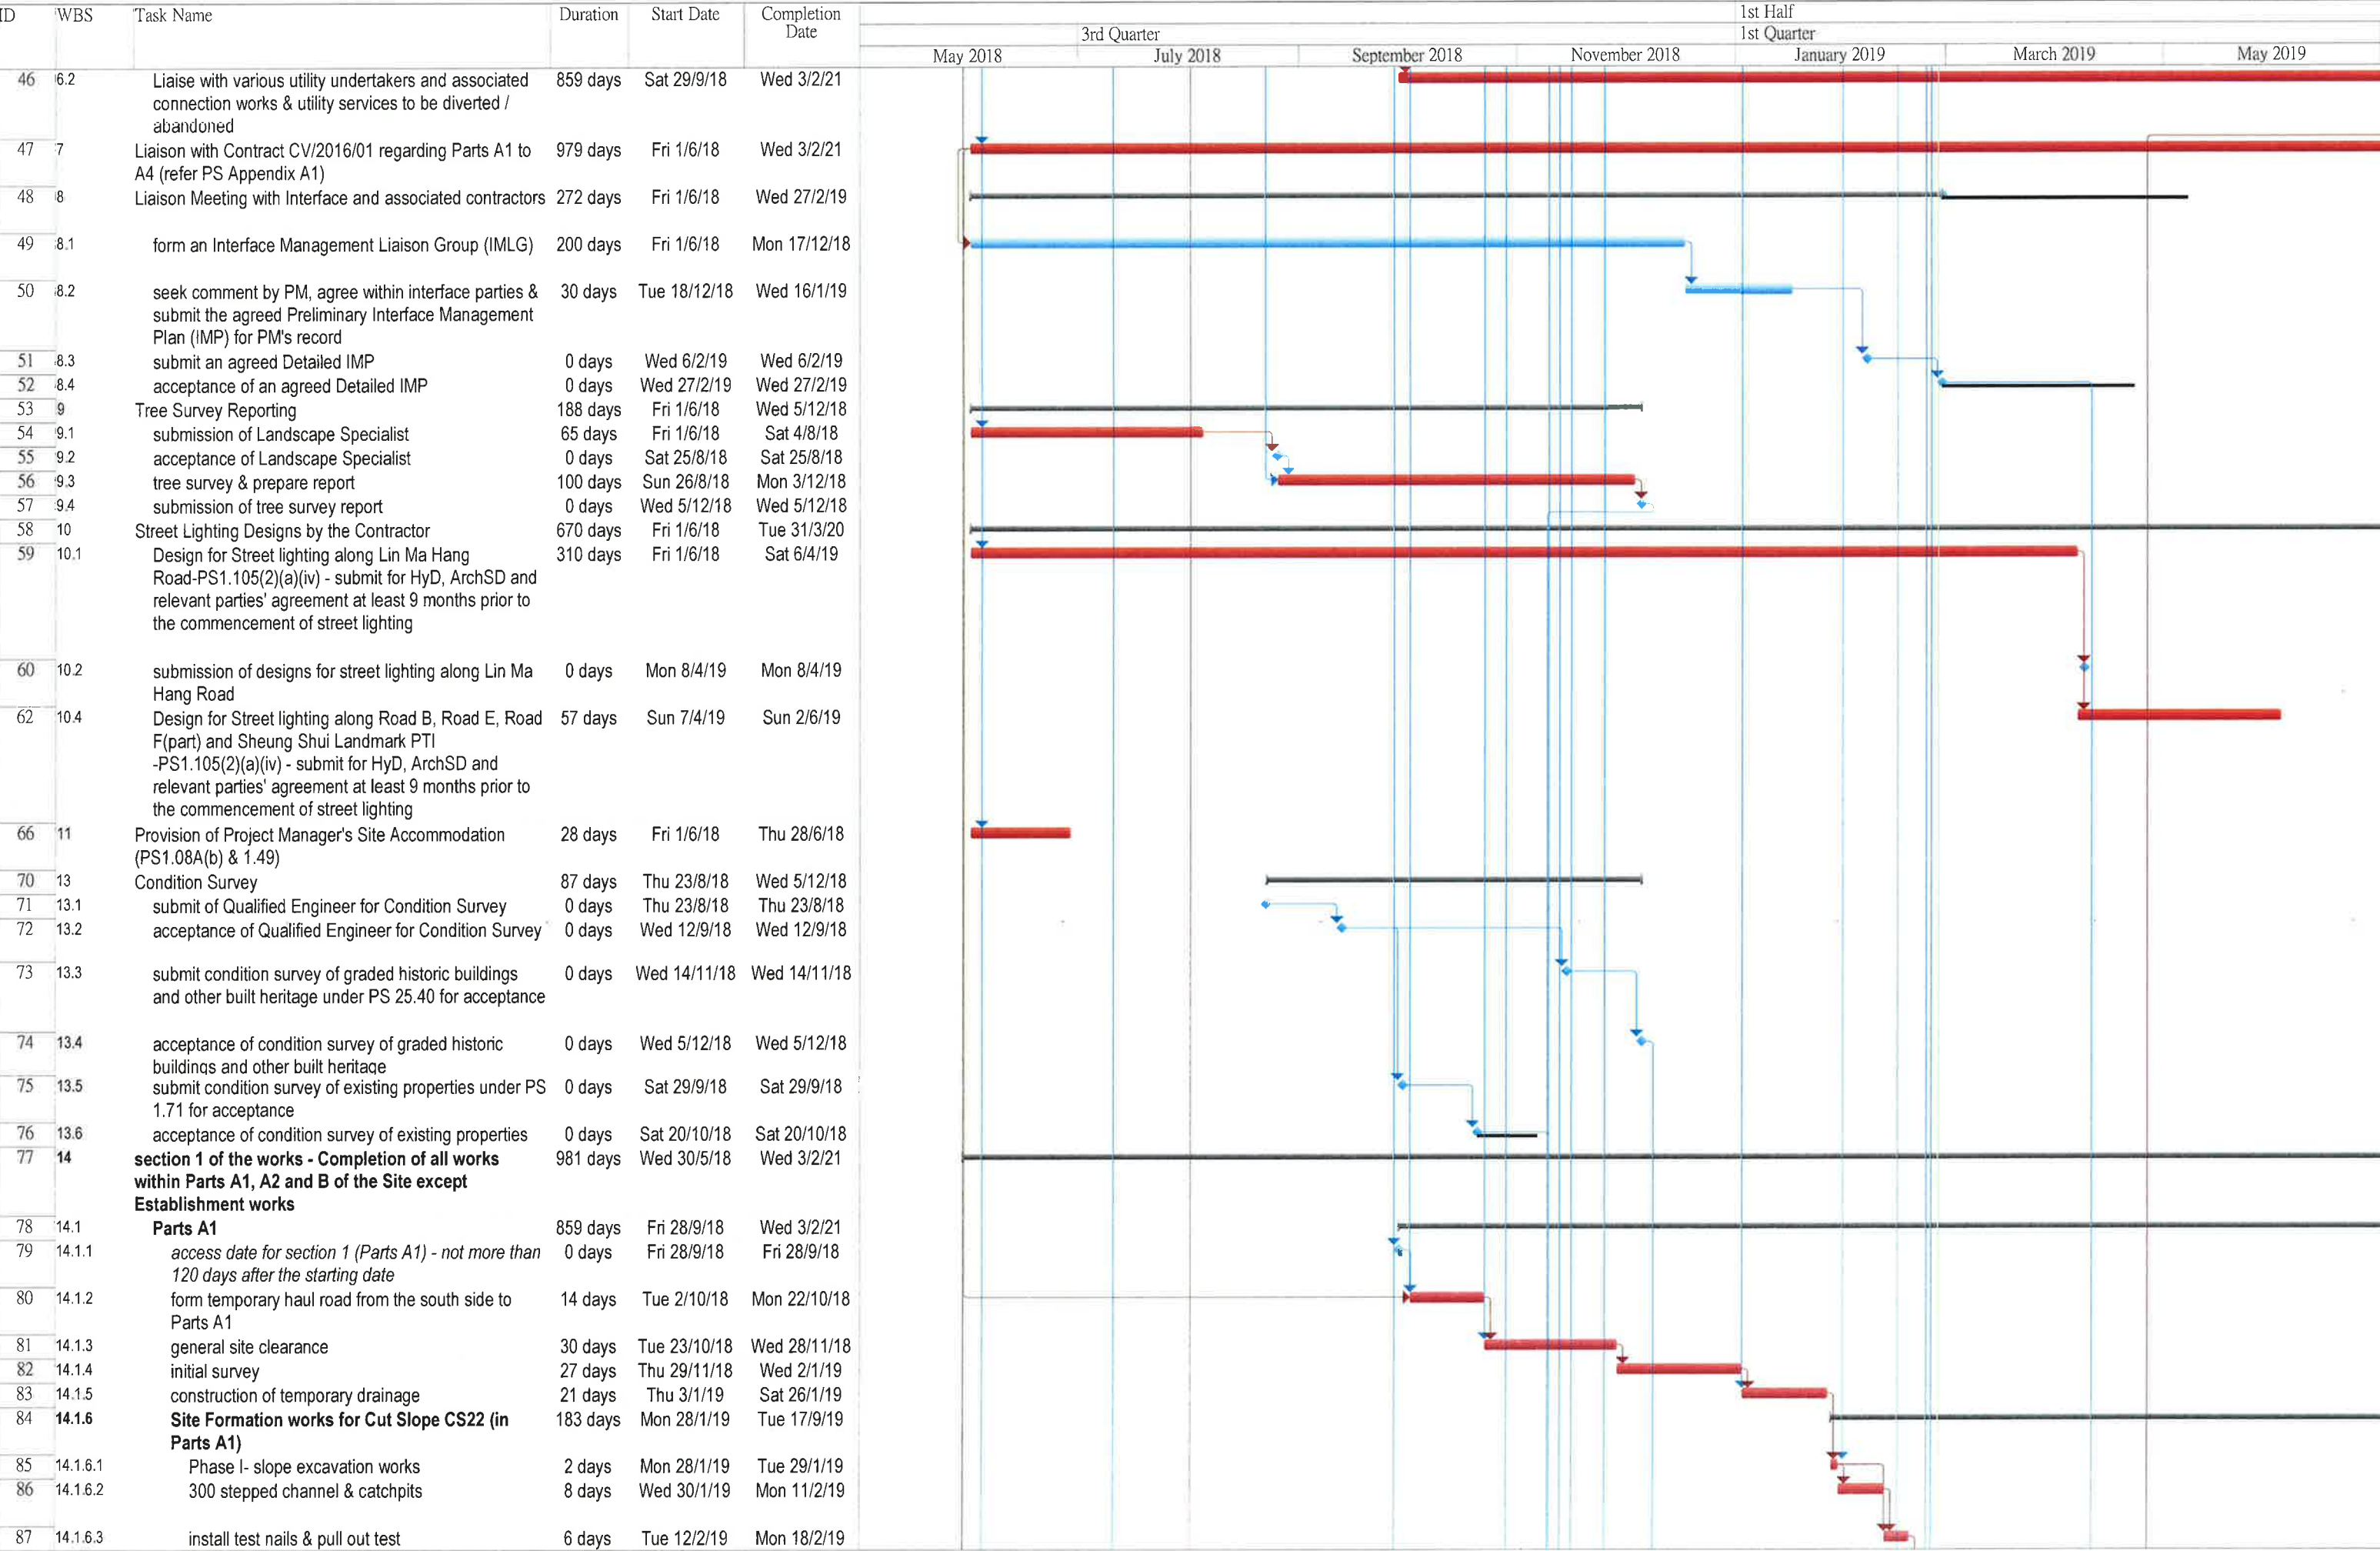 ID WBS Task Name Duration Start Date Completion
Date
1st Half
3rd Quarter 1st Quarter
May 2018 July 2018 September 2018 November 2018 January 2019 March 2019 May 2019
46 6.2 Liaise with various utility undertakers and associated 859 days Sat 29/9/18 Wed 3/2/21
connection works & utility services to be diverted /
abandoned
47 7 Liaison with Contract CV/2016/01 regarding Parts A1 to 979 days Fri 1/6/18 Wed 3/2/21
A4 (refer PS Appendix A1)
48 8 Liaison Meeting with Interface and associated contractors 272 days Fri 1/6/18 Wed 27/2/19
49 8.1 form an Interface Management Liaison Group (IMLG) 200 days Fri 1/6/18 Mon 17/12/18
50 8.2 seek comment by PM, agree within interface parties & 30 days Tue 18/12/18 Wed 16/1/19
submit the agreed Preliminary Interface Management
Plan (IMP) for PM's record
51 8.3 submit an agreed Detailed IMP 0 days Wed 6/2/19 Wed 6/2/19
52 8.4 acceptance of an agreed Detailed IMP 0 days Wed 27/2/19 Wed 27/2/19
53 9 Tree Survey Reporting 188 days Fri 1/6/18 Wed 5/12/18
54 9.1 submission of Landscape Specialist 65 days Fri 1/6/18 Sat 4/8/18
55 9.2 acceptance of Landscape Specialist 0 days Sat 25/8/18 Sat 25/8/18
56 9.3 tree survey & prepare report 100 days Sun 26/8/18 Mon 3/12/18
57 9.4 submission of tree survey report 0 days Wed 5/12/18 Wed 5/12/18
58 10 Street Lighting Designs by the Contractor 670 days Fri 1/6/18 Tue 31/3/20
59 10.1 Design for Street lighting along Lin Ma Hang 310 days Fri 1/6/18 Sat 6/4/19
Road-PS1.105(2)(a)(iv) - submit for HyD, ArchSD and
relevant parties' agreement at least 9 months prior to
the commencement of street lighting
60 10.2 submission of designs for street lighting along Lin Ma 0 days Mon 8/4/19 Mon 8/4/19
Hang Road
62 10.4 Design for Street lighting along Road B, Road E, Road 57 days Sun 7/4/19 Sun 2/6/19
F(part) and Sheung Shui Landmark PTI
-PS1.105(2)(a)(iv) - submit for HyD, ArchSD and
relevant parties' agreement at least 9 months prior to
the commencement of street lighting
66 11 Provision of Project Manager's Site Accommodation 28 days Fri 1/6/18 Thu 28/6/18
(PS1.08A(b) & 1.49)
70 13 Condition Survey 87 days Thu 23/8/18 Wed 5/12/18
71 13.1 submit of Qualified Engineer for Condition Survey 0 days Thu 23/8/18 Thu 23/8/18
72 13.2 acceptance of Qualified Engineer for Condition Survey 0 days Wed 12/9/18 Wed 12/9/18
73 13.3 submit condition survey of graded historic buildings 0 days Wed 14/11/18 Wed 14/11/18
and other built heritage under PS 25.40 for acceptance
74 13.4 acceptance of condition survey of graded historic 0 days Wed 5/12/18 Wed 5/12/18
buildings and other built heritage
75 13.5 submit condition survey of existing properties under PS 0 days Sat 29/9/18 Sat 29/9/18
1.71 for acceptance
76 13.6 acceptance of condition survey of existing properties 0 days Sat 20/10/18 Sat 20/10/18
77 14 section 1 of the works - Completion of all works 981 days Wed 30/5/18 Wed 3/2/21
within Parts A1, A2 and B of the Site except
Establishment works
78 14.1 Parts A1 859 days Fri 28/9/18 Wed 3/2/21
79 14.1.1 access date for section 1 (Parts A1) - not more than 0 days Fri 28/9/18 Fri 28/9/18
120 days after the starting date
80 14.1.2 form temporary haul road from the south side to 14 days Tue 2/10/18 Mon 22/10/18
Parts A1
81 14.1.3 general site clearance 30 days Tue 23/10/18 Wed 28/11/18
82 14.1.4 initial survey 27 days Thu 29/11/18 Wed 2/1/19
83 14.1.5 construction of temporary drainage 21 days Thu 3/1/19 Sat 26/1/19
84 14.1.6 Site Formation works for Cut Slope CS22 (in 183 days Mon 28/1/19 Tue 17/9/19
Parts A1)
85 14.1.6.1 Phase I- slope excavation works 2 days Mon 28/1/19 Tue 29/1/19
86 14.1.6.2 300 stepped channel & catchpits 8 days Wed 30/1/19 Mon 11/2/19
87 14.1.6.3 install test nails & pull out test 6 days Tue 12/2/19 Mon 18/2/19